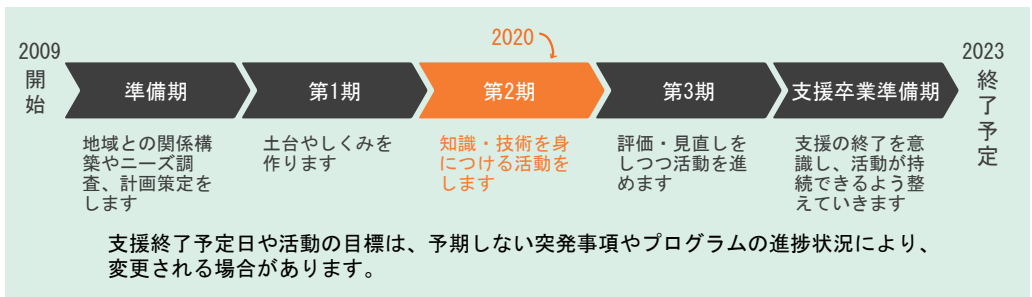 2020
2009
開
始
準備期
第1期
第2期
第3期
支援卒業準備期
2023
終
了
予
定
地域との関係構
築やニーズ調
査、計画策定を
します
土台やしくみを
作ります
知識・技術を身
につける活動を
します
評価・見直しを
しつつ活動を進
めます
支援の終了を意
識し、活動が持
続できるよう整
えていきます
支援終了予定日や活動の目標は、予期しない突発事項やプログラムの進捗状況により、
変更される場合があります。